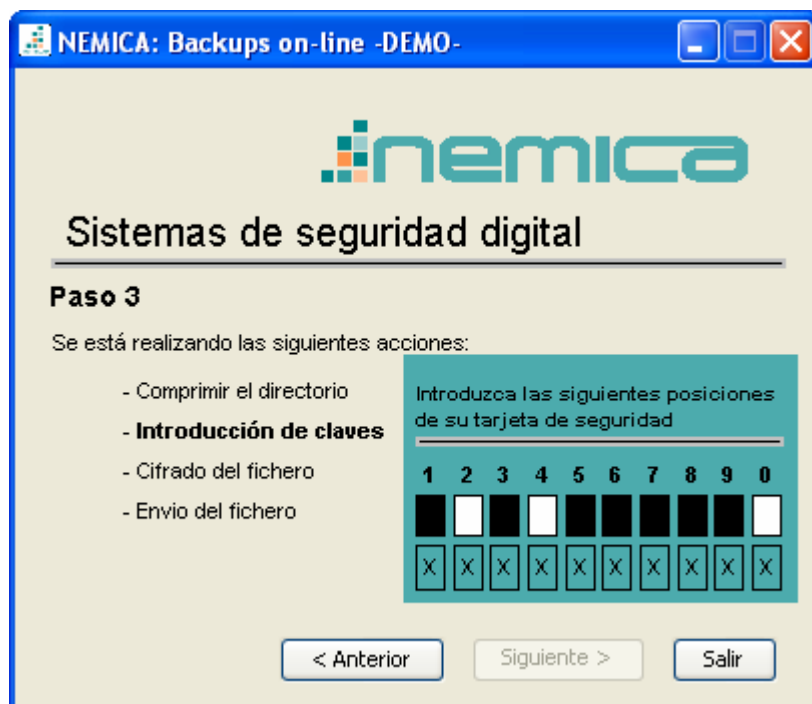 NEMICA: Backups on-line -DEMO-
nemica
Sistemas de seguridad digital
Paso 3
Se está realizando las siguientes acciones:
- Comprimir el directorio
- Introducción de claves
- Cifrado del fichero
- Envio del fichero
Introduzca las siguientes posiciones
de su tarjeta de seguridad
1 2 3 4 5 6 7 8 9 0
X X X X X X X X X X
< Anterior
Siguiente >
Salir